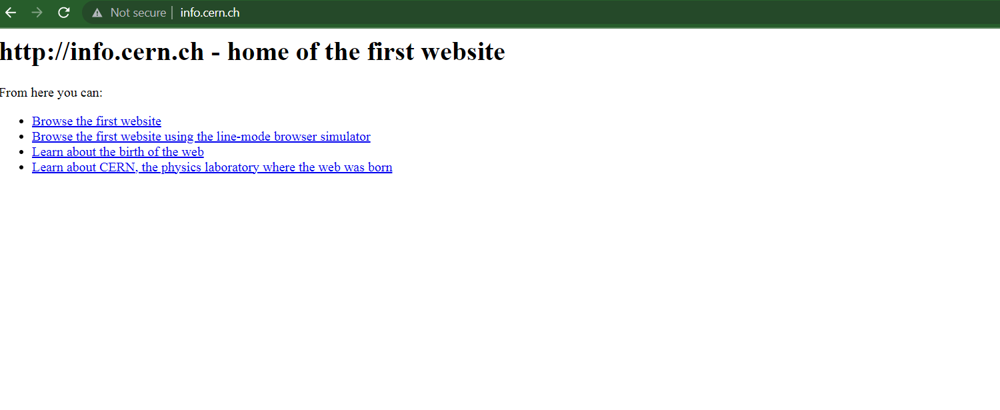 Not secure | info.cern.ch
http://info.cern.ch - home of the first website
From here you can:
Browse the first website
Browse the first website using the line-mode browser simulator
Learn about the birth of the web
Learn about CERN, the physics laboratory where the web was born